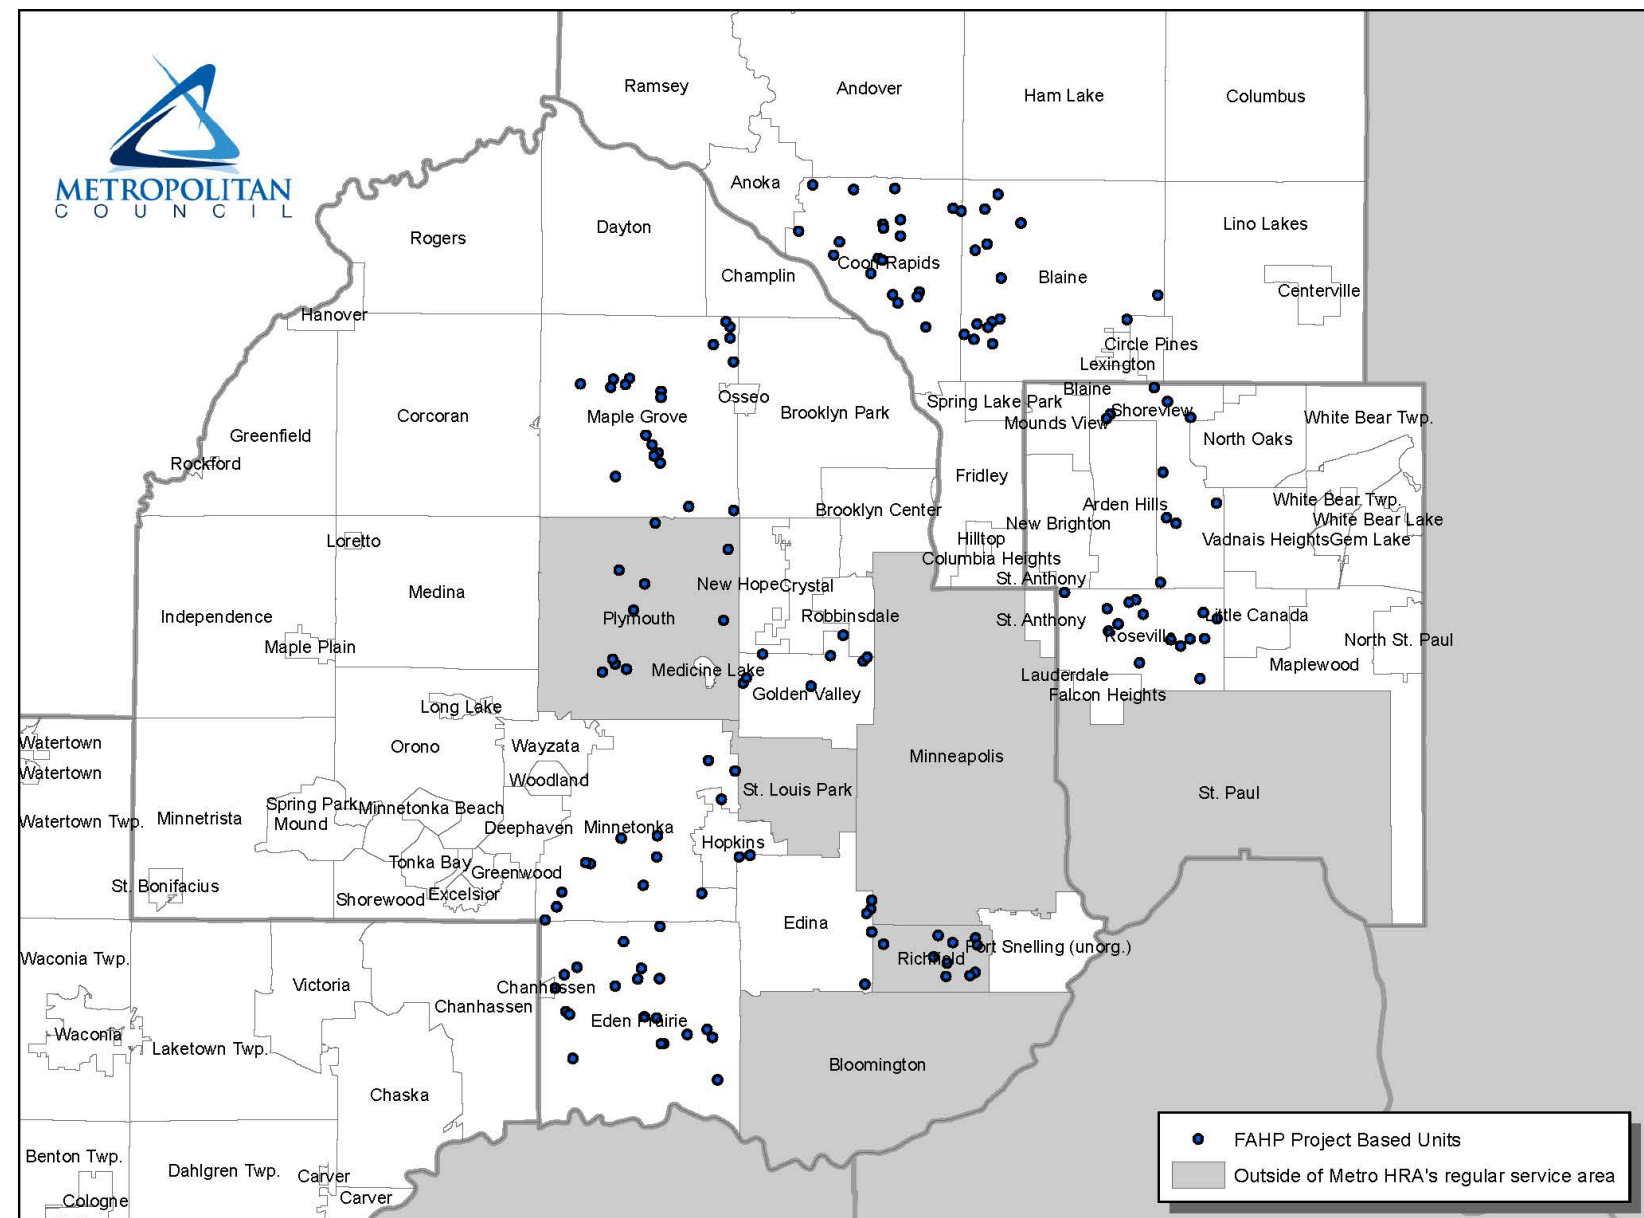 METROPOLITAN
COUNCIL
Ramsey
Andover
Ham Lake
Columbus
Anoka
Rogers
Dayton
Lino Lakes
Coon Rapids
Champlin
Blaine
Centerville
Hanover
Circle Pines
Lexington
Blaine
Osseo
Spring Lake Park
Shoreview
Corcoran
Maple Grove
Brooklyn Park
Mounds View
White Bear Twp.
Greenfield
North Oaks
Rockford
Fridley
Arden Hills
White Bear Twp.
Brooklyn Center
New Brighton
White Bear Lake
Loretto
Hilltop
Vadnais Heights
Gem Lake
Columbia Heights
New Hope
Crystal
St. Anthony
Medina
Independence
Plymouth
Robbinsdale
St. Anthony
Little Canada
Roseville
North St. Paul
Maple Plain
Medicine Lake
Lauderdale
Maplewood
Golden Valley
Falcon Heights
Long Lake
Watertown
Orono
Wayzata
Minneapolis
Watertown
Woodland
St. Louis Park
St. Paul
Spring Park
Minnetonka Beach
Watertown Twp.
Minnetrista
Mound
Deephaven
Minnetonka
Hopkins
Tonka Bay
Greenwood
St. Bonifacius
Shorewood
Excelsior
Edina
Fort Snelling (unorg.)
Waconia Twp.
Richfield
Victoria
Chanhassen
Chanhassen
Eden Prairie
Waconia
Laketown Twp.
Bloomington
Chaska
FAHP Project Based Units
Benton Twp.
Dahlgren Twp.
Carver
Outside of Metro HRA's regular service area
Cologne
Carver